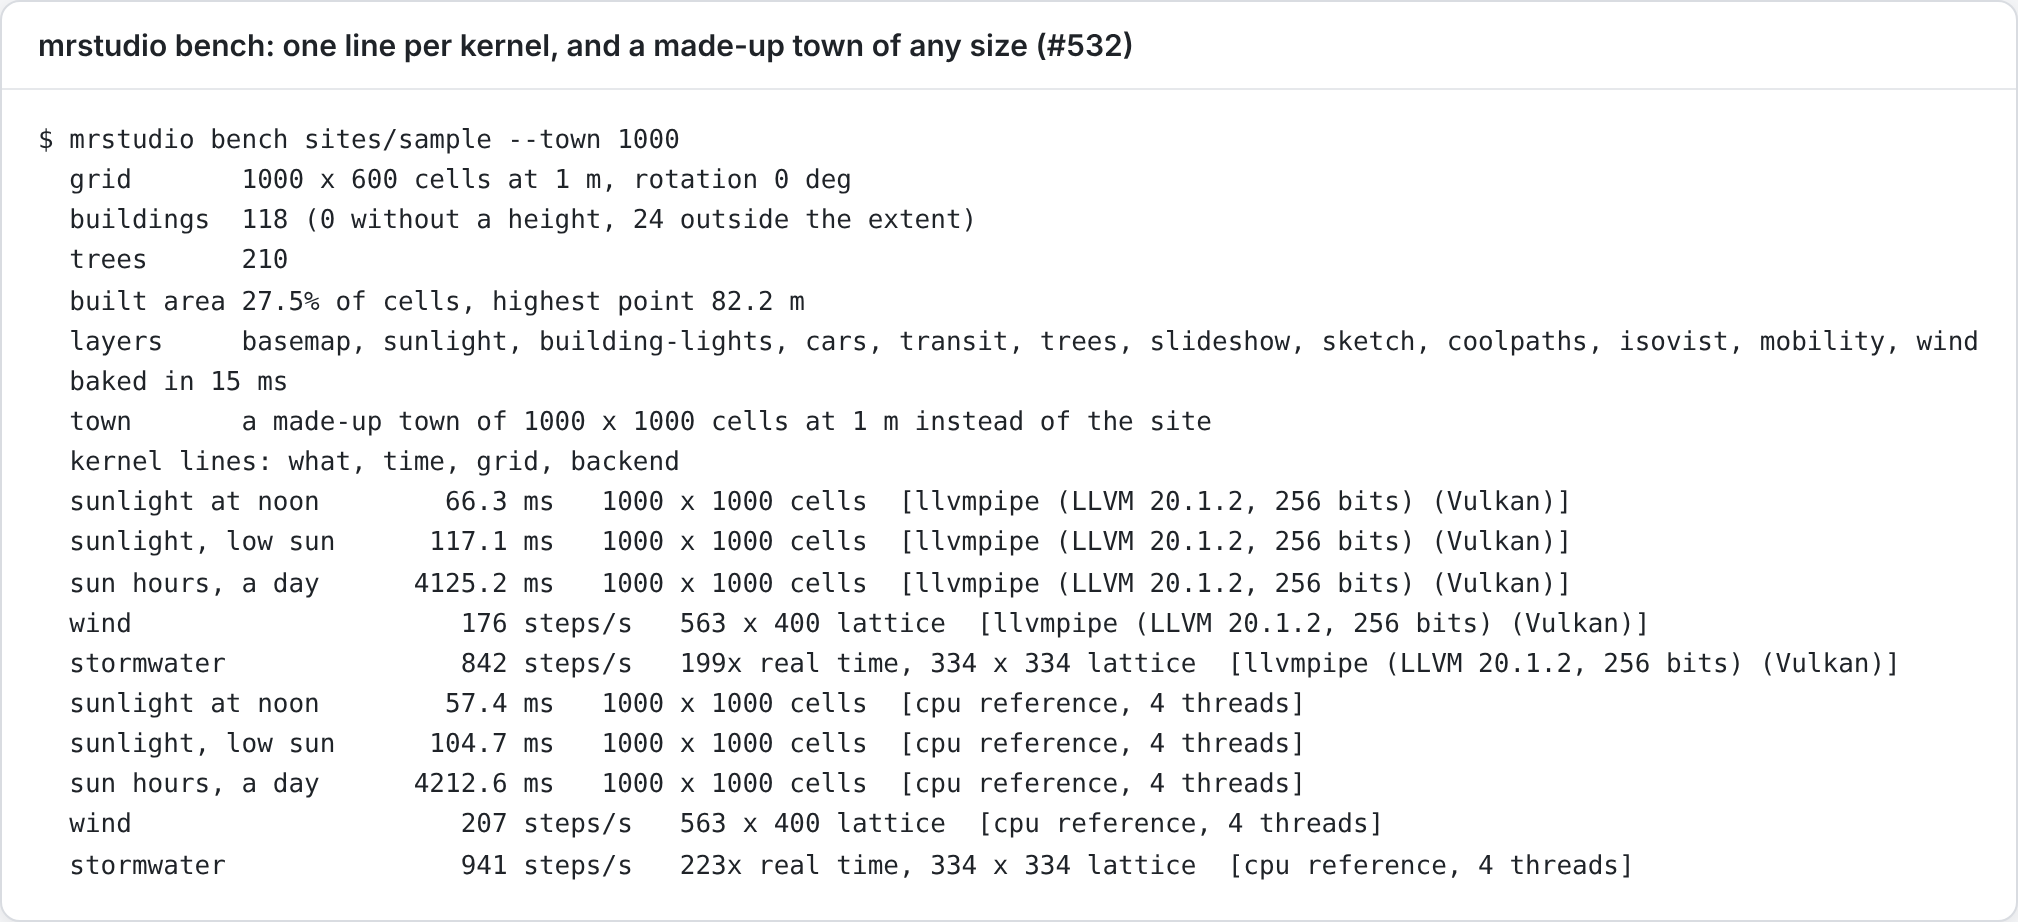 mrstudio bench: one line per kernel, and a made-up town of any size (#532)
$ mrstudio bench sites/sample --town 1000
  grid       1000 x 600 cells at 1 m, rotation 0 deg
  buildings  118 (0 without a height, 24 outside the extent)
  trees      210
  built area 27.5% of cells, highest point 82.2 m
  layers     basemap, sunlight, building-lights, cars, transit, trees, slideshow, sketch, coolpaths, isovist, mobility, wind
  baked in 15 ms
  town       a made-up town of 1000 x 1000 cells at 1 m instead of the site
  kernel lines: what, time, grid, backend
  sunlight at noon        66.3 ms   1000 x 1000 cells  [llvmpipe (LLVM 20.1.2, 256 bits) (Vulkan)]
  sunlight, low sun      117.1 ms   1000 x 1000 cells  [llvmpipe (LLVM 20.1.2, 256 bits) (Vulkan)]
  sun hours, a day      4125.2 ms   1000 x 1000 cells  [llvmpipe (LLVM 20.1.2, 256 bits) (Vulkan)]
  wind                     176 steps/s   563 x 400 lattice  [llvmpipe (LLVM 20.1.2, 256 bits) (Vulkan)]
  stormwater               842 steps/s   199x real time, 334 x 334 lattice  [llvmpipe (LLVM 20.1.2, 256 bits) (Vulkan)]
  sunlight at noon        57.4 ms   1000 x 1000 cells  [cpu reference, 4 threads]
  sunlight, low sun      104.7 ms   1000 x 1000 cells  [cpu reference, 4 threads]
  sun hours, a day      4212.6 ms   1000 x 1000 cells  [cpu reference, 4 threads]
  wind                     207 steps/s   563 x 400 lattice  [cpu reference, 4 threads]
  stormwater               941 steps/s   223x real time, 334 x 334 lattice  [cpu reference, 4 threads]